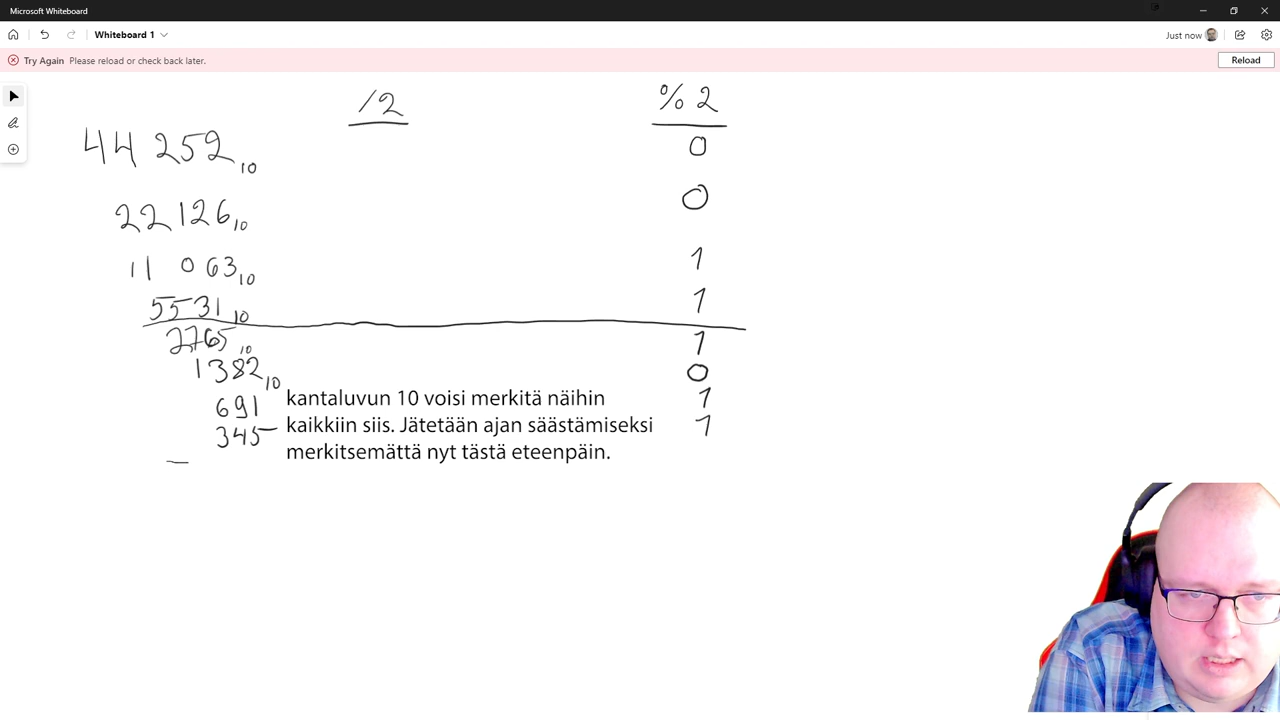 Microsoft Whiteboard
Whiteboard 1
Just now
Try Again Please reload or check back later.
Reload
/2 % 2
44 252₁₀ 0
22 126₁₀ 0
11 063₁₀ 1
5531₁₀ 1
2765₁₀ 1
1382₁₀ 0
691 1
345 1
kantaluvun 10 voisi merkitä näihin
kaikkiin siis. Jätetään ajan säästämiseksi
merkitsemättä nyt tästä eteenpäin.